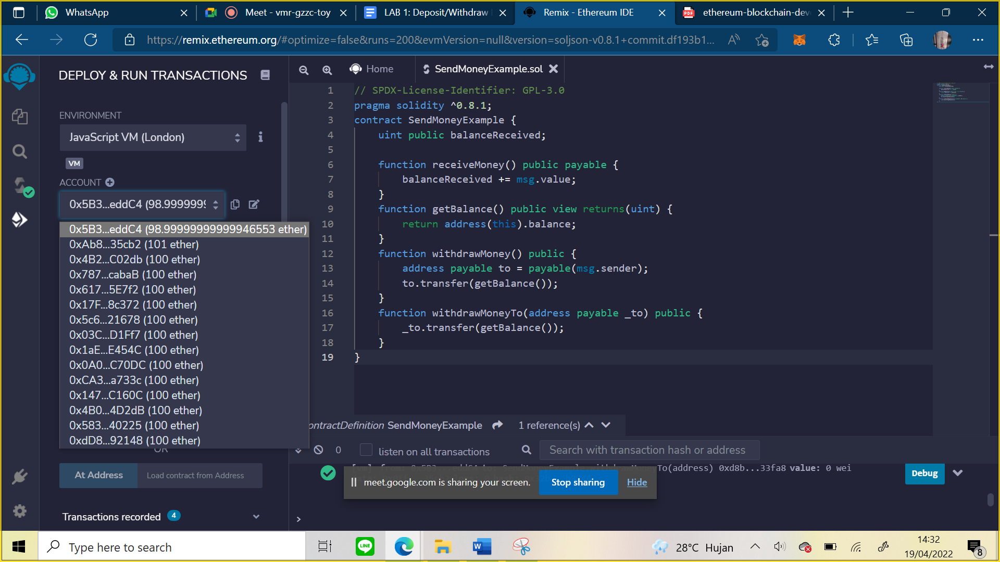 WhatsApp
Meet - vmr-gzzc-toy
LAB 1: Deposit/Withdraw
Remix - Ethereum IDE
PDF
ethereum-blockchain-deve
https://remix.ethereum.org/#optimize=false&runs=200&evmVersion=null&version=soljson-v0.8.1+commit.df193b1...
DEPLOY & RUN TRANSACTIONS
ENVIRONMENT
JavaScript VM (London)
VM
ACCOUNT
0x5B3...eddC4 (98.9999999
0x5B3...eddC4 (98.99999999999946553 ether)
0xAb8...35cb2 (101 ether)
0x4B2...C02db (100 ether)
0x787...cabaB (100 ether)
0x617...5E7f2 (100 ether)
0x17F...8c372 (100 ether)
0x5c6...21678 (100 ether)
0x03C...D1Ff7 (100 ether)
0x1aE...E454C (100 ether)
0x0A0...C70DC (100 ether)
0xCA3...a733c (100 ether)
0x147...C160C (100 ether)
0x4B0...4D2dB (100 ether)
0x583...40225 (100 ether)
0xdD8...92148 (100 ether)
OR
At Address
Load contract from Address
Transactions recorded 4
Home
SendMoneyExample.sol
1 // SPDX-License-Identifier: GPL-3.0
2 pragma solidity ^0.8.1;
3 contract SendMoneyExample {
4 uint public balanceReceived;
5
6 function receiveMoney() public payable {
7 balanceReceived += msg.value;
8 }
9 function getBalance() public view returns(uint) {
10 return address(this).balance;
11 }
12 function withdrawMoney() public {
13 address payable to = payable(msg.sender);
14 to.transfer(getBalance());
15 }
16 function withdrawMoneyTo(address payable _to) public {
17 _to.transfer(getBalance());
18 }
19 }
ontractDefinition SendMoneyExample
1 reference(s)
0
listen on all transactions
Search with transaction hash or address
[vm] from: 0x5B3...eddC4 to: SendMoneyExample.withdrawMoneyTo(address) 0xd8b...33fa8 value: 0 wei
Debug
meet.google.com is sharing your screen.
Stop sharing
Hide
>
Type here to search
LINE
W
28°C Hujan
14:32
19/04/2022
8